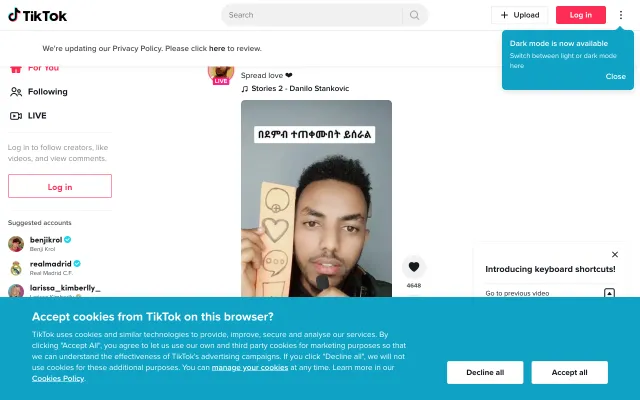 TikTok
Search
+ Upload
Log in
We're updating our Privacy Policy. Please click here to review.
Dark mode is now available
Switch between light or dark mode
here
Close
For You
Following
LIVE
Log in to follow creators, like
videos, and view comments.
Log in
Suggested accounts
benjikrol
Benji Krol
realmadrid
Real Madrid C.F.
larissa_kimberlly_
LIVE
Spread love ❤
♫ Stories 2 - Danilo Stankovic
በደምብ ተጠቀሙበት ይሰራል
4648
Introducing keyboard shortcuts!
Go to previous video
Accept cookies from TikTok on this browser?
TikTok uses cookies and similar technologies to provide, improve, secure and analyse our services. By
clicking "Accept All", you agree to let us use our own and third party cookies for marketing purposes so that
we can understand the effectiveness of TikTok's advertising campaigns. If you click "Decline all", we will
not use cookies for these additional purposes. You can manage your cookies at any time. Learn more in our
Cookies Policy.
Decline all
Accept all